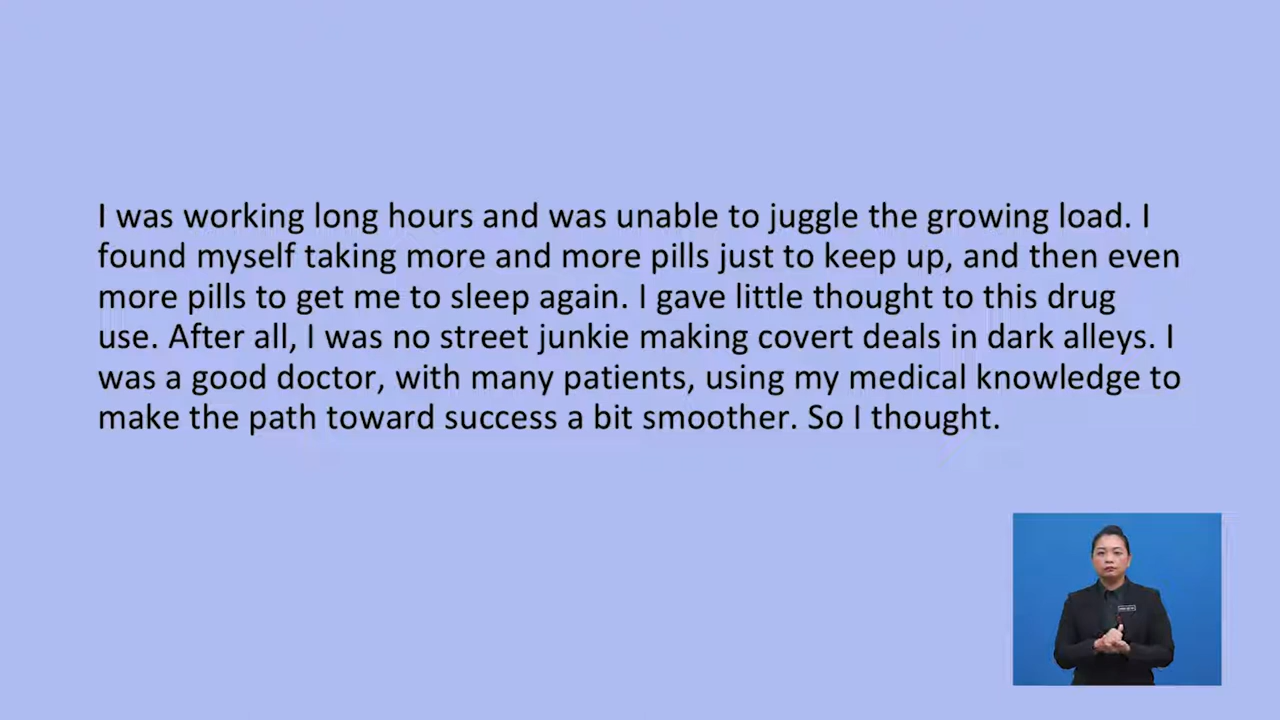 I was working long hours and was unable to juggle the growing load. I
found myself taking more and more pills just to keep up, and then even
more pills to get me to sleep again. I gave little thought to this drug
use. After all, I was no street junkie making covert deals in dark alleys. I
was a good doctor, with many patients, using my medical knowledge to
make the path toward success a bit smoother. So I thought.